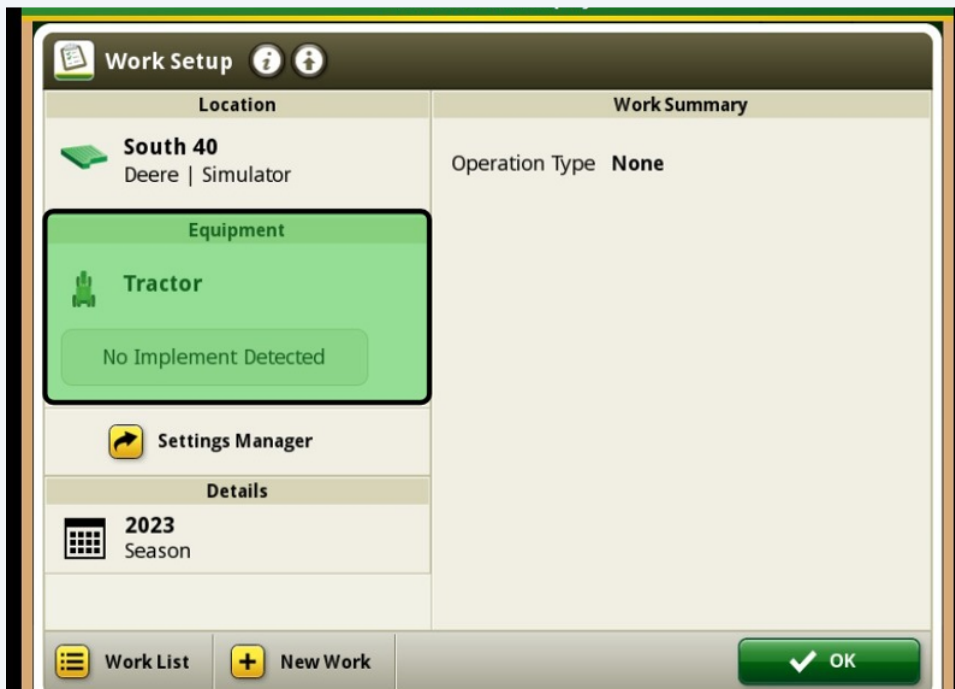 Work Setup
Location
South 40
Deere | Simulator
Equipment
Tractor
No Implement Detected
Settings Manager
Details
2023
Season
Work Summary
Operation Type None
Work List
New Work
OK